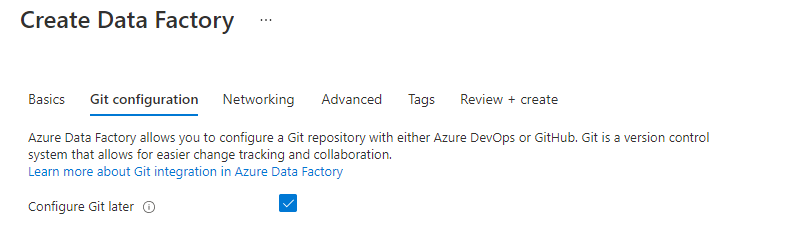 Create Data Factory ...
Basics Git configuration Networking Advanced Tags Review + create
Azure Data Factory allows you to configure a Git repository with either Azure DevOps or GitHub. Git is a version control
system that allows for easier change tracking and collaboration.
Learn more about Git integration in Azure Data Factory
Configure Git later